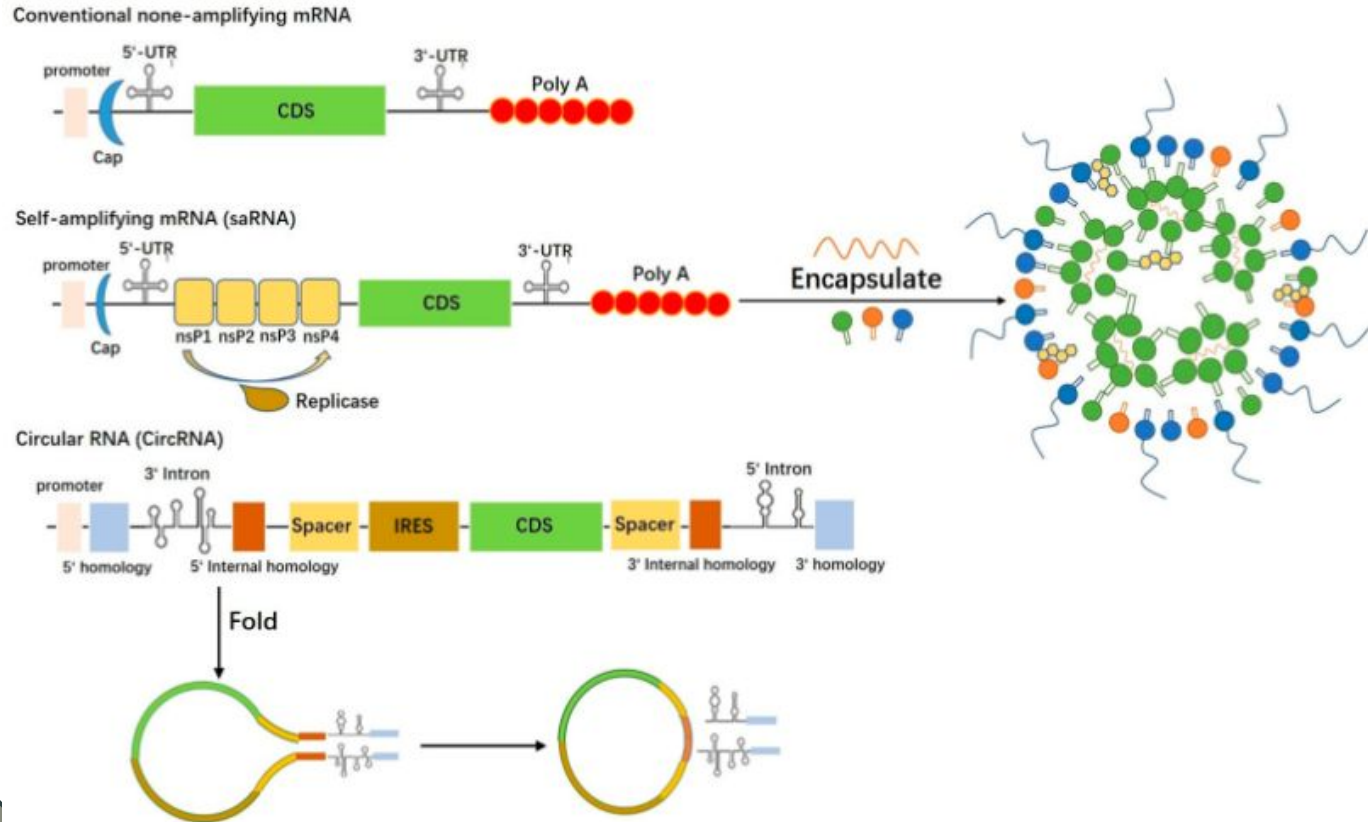 Conventional none-amplifying mRNA
5'-UTR
3'-UTR
promoter
Poly A
CDS
Cap
Self-amplifying mRNA (saRNA)
5'-UTR
3'-UTR
promoter
Poly A
CDS
nsP1 nsP2 nsP3 nsP4
Cap
Replicase
Encapsulate
Circular RNA (CircRNA)
3' Intron
5' Intron
promoter
Spacer
IRES
CDS
Spacer
5' homology
5' Internal homology
3' Internal homology
3' homology
Fold